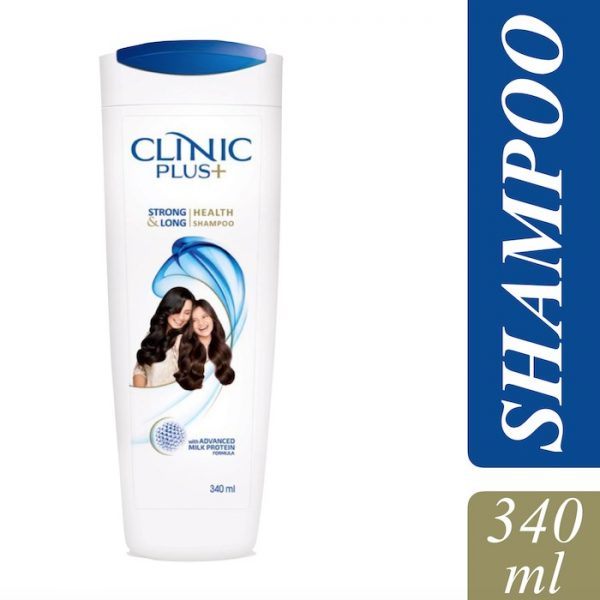 CLINIC
PLUS+
STRONG
& LONG
HEALTH
SHAMPOO
with ADVANCED
MILK PROTEIN
FORMULA
340 ml
SHAMPOO
340
ml